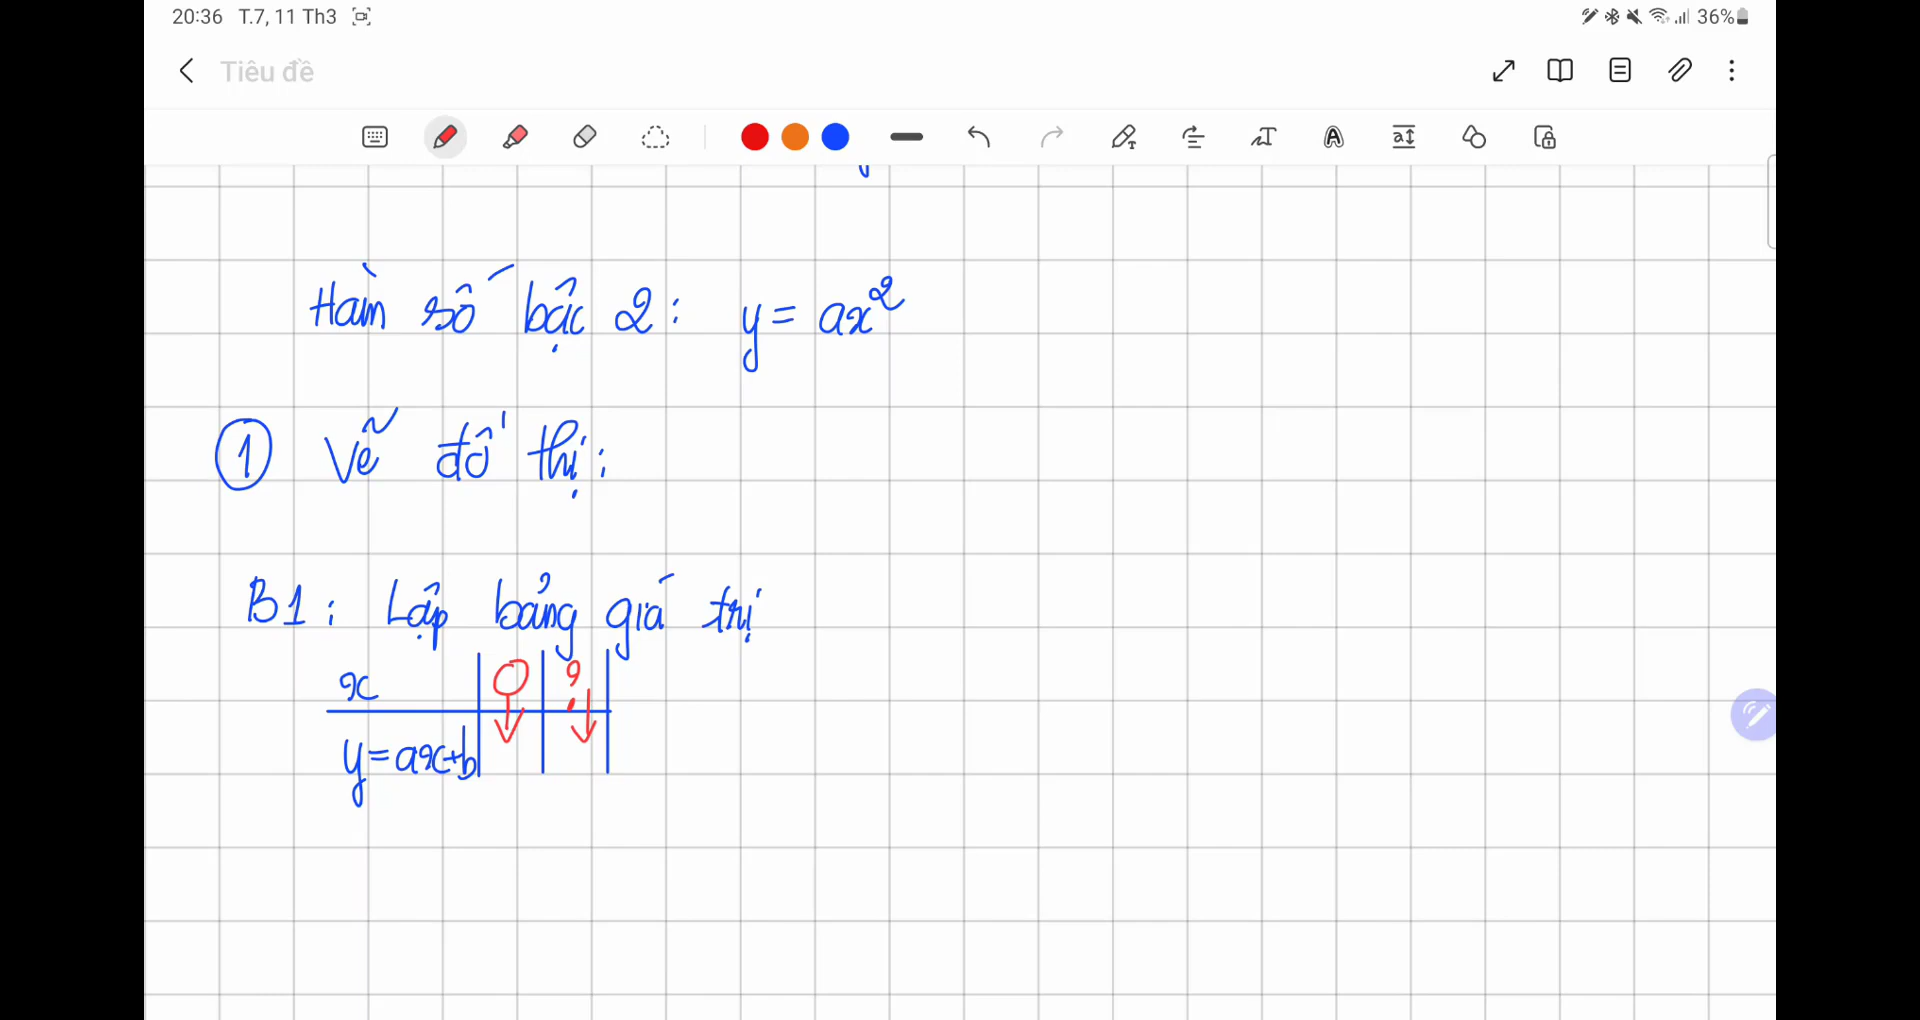 20:36 T.7, 11 Th3 36%
Tiêu đề
Hàm số bậc 2: y = ax²
① Vẽ đồ thị:
B1: Lập bảng giá trị
x | 0 | ?
y = ax+b